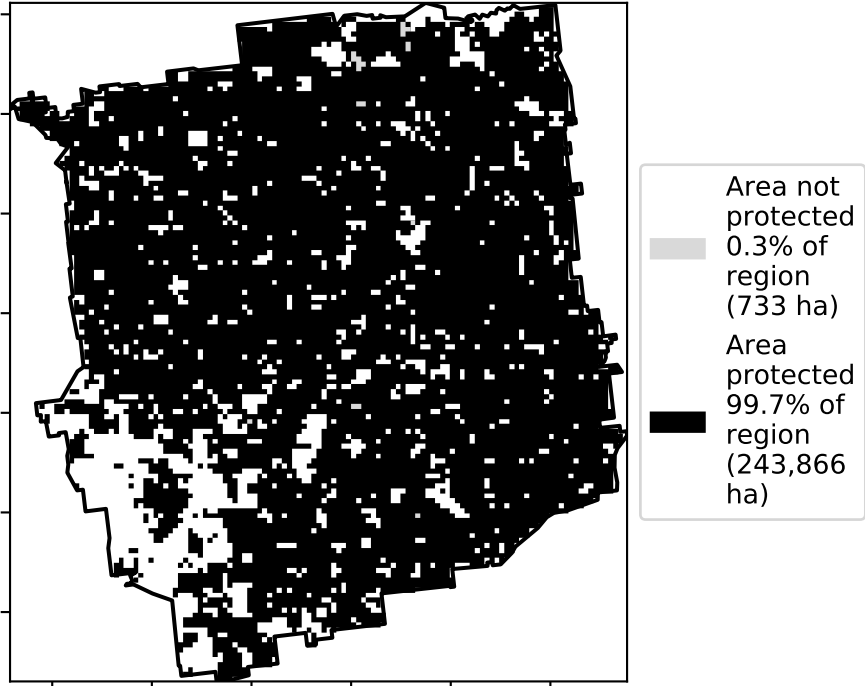 Area not
protected
0.3% of
region
(733 ha)
Area
protected
99.7% of
region
(243,866
ha)